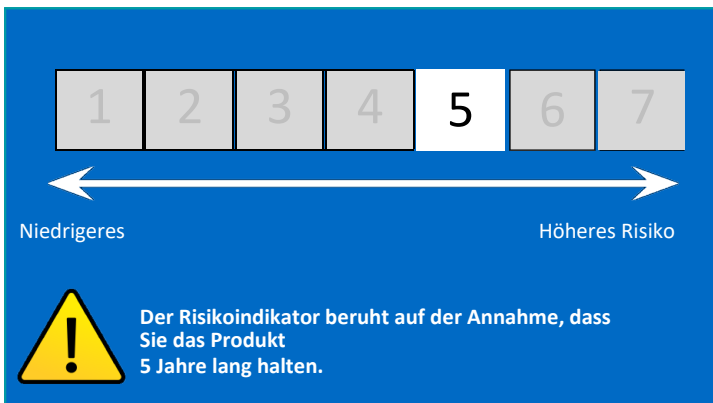 1 2 3 4 5 6 7
Niedrigeres Höheres Risiko
Der Risikoindikator beruht auf der Annahme, dass
Sie das Produkt
5 Jahre lang halten.